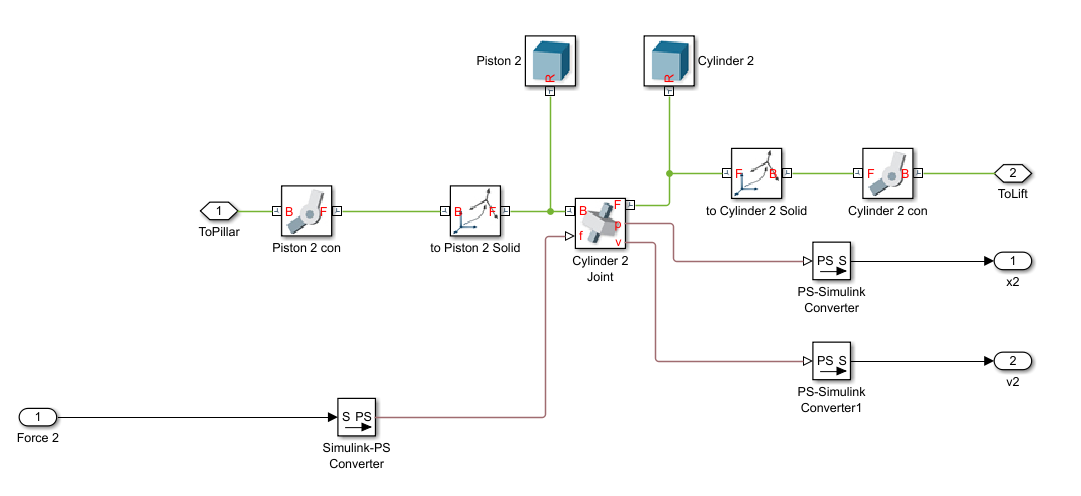 Piston 2
R
Cylinder 2
R
1
ToPillar
B F
Piston 2 con
B F
to Piston 2 Solid
B F
f p
v
Cylinder 2
Joint
F B
to Cylinder 2 Solid
F B
Cylinder 2 con
2
ToLift
PS S
PS-Simulink
Converter
1
x2
PS S
PS-Simulink
Converter1
2
v2
1
Force 2
S PS
Simulink-PS
Converter